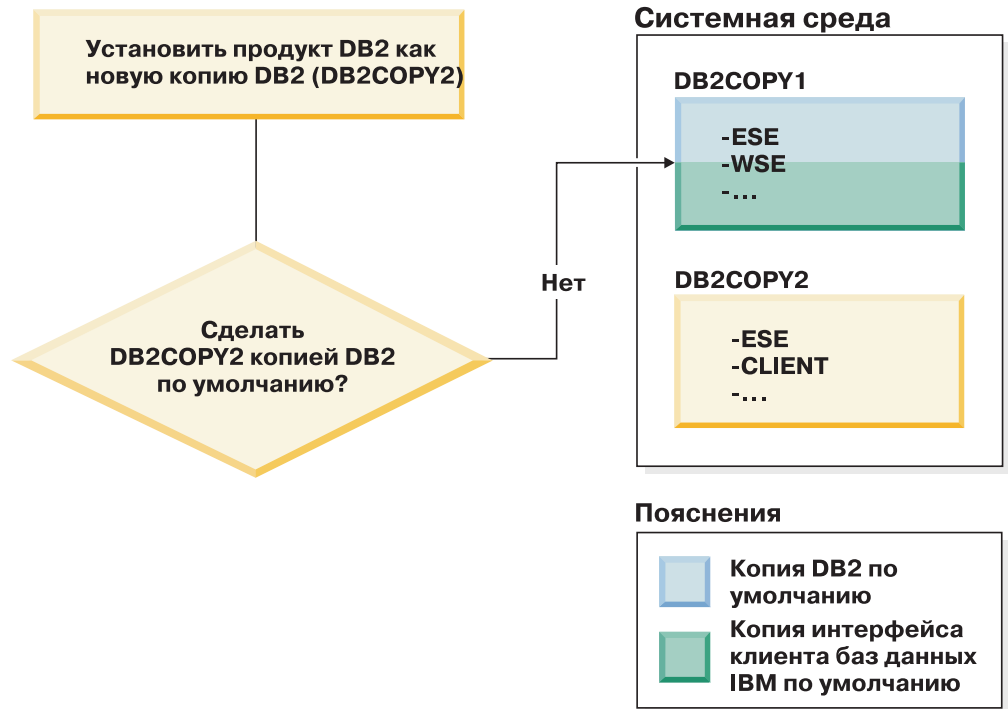 Установить продукт DB2 как
новую копию DB2 (DB2COPY2)
Сделать
DB2COPY2 копией DB2
по умолчанию?
Нет
Системная среда
DB2COPY1
-ESE
-WSE
-...
DB2COPY2
-ESE
-CLIENT
-...
Пояснения
Копия DB2 по
умолчанию
Копия интерфейса
клиента баз данных
IBM по умолчанию